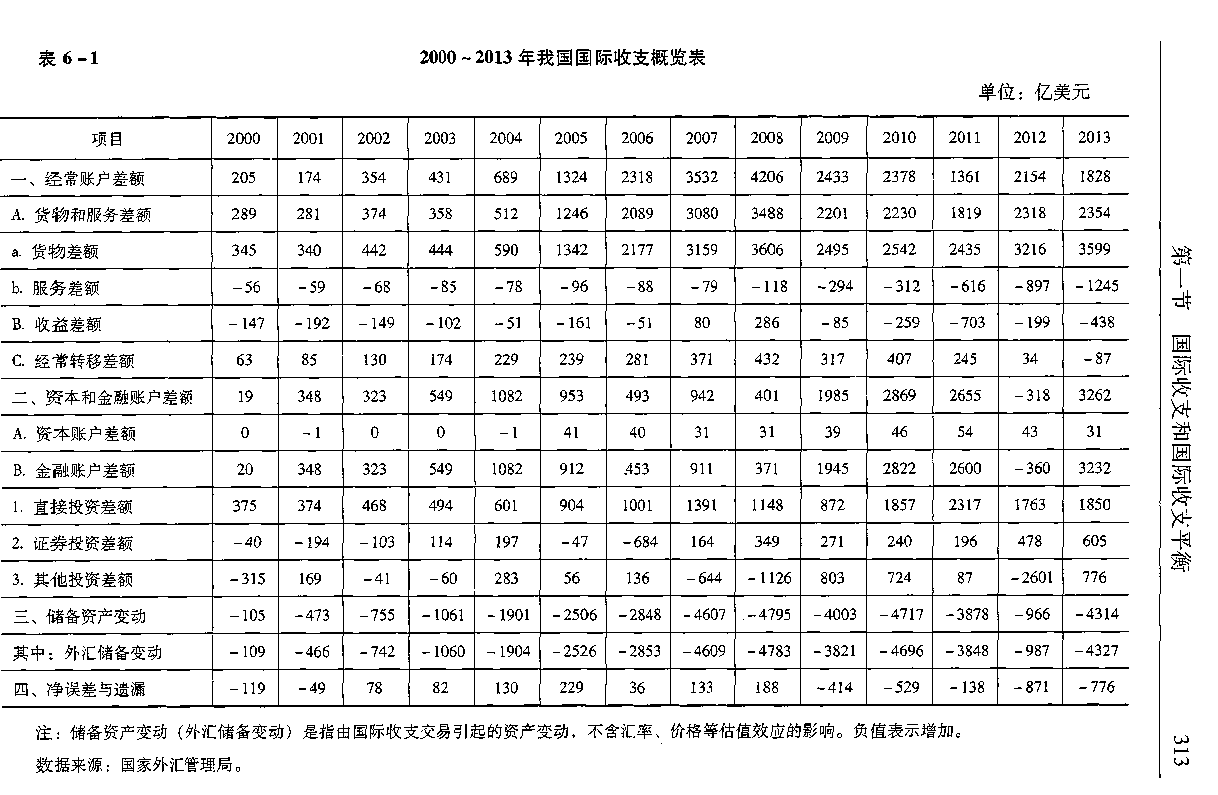 表 6-1 2000~2013 年我国国际收支概览表
单位：亿美元
项目 2000 2001 2002 2003 2004 2005 2006 2007 2008 2009 2010 2011 2012 2013
一、经常账户差额 205 174 354 431 689 1324 2318 3532 4206 2433 2378 1361 2154 1828
A. 货物和服务差额 289 281 374 358 512 1246 2089 3080 3488 2201 2230 1819 2318 2354
a. 货物差额 345 340 442 444 590 1342 2177 3159 3606 2495 2542 2435 3216 3599
b. 服务差额 -56 -59 -68 -85 -78 -96 -88 -79 -118 -294 -312 -616 -897 -1245
B. 收益差额 -147 -192 -149 -102 -51 -161 -51 80 286 -85 -259 -703 -199 -438
C. 经常转移差额 63 85 130 174 229 239 281 371 432 317 407 245 34 -87
二、资本和金融账户差额 19 348 323 549 1082 953 493 942 401 1985 2869 2655 -318 3262
A. 资本账户差额 0 -1 0 0 -1 41 40 31 31 39 46 54 43 31
B. 金融账户差额 20 348 323 549 1082 912 453 911 371 1945 2822 2600 -360 3232
1. 直接投资差额 375 374 468 494 601 904 1001 1391 1148 872 1857 2317 1763 1850
2. 证券投资差额 -40 -194 -103 114 197 -47 -684 164 349 271 240 196 478 605
3. 其他投资差额 -315 169 -41 -60 283 56 136 -644 -1126 803 724 87 -2601 776
三、储备资产变动 -105 -473 -755 -1061 -1901 -2506 -2848 -4607 -4795 -4003 -4717 -3878 -966 -4314
其中：外汇储备变动 -109 -466 -742 -1060 -1904 -2526 -2853 -4609 -4783 -3821 -4696 -3848 -987 -4327
四、净误差与遗漏 -119 -49 78 82 130 229 36 133 188 -414 -529 -138 -871 -776
注：储备资产变动（外汇储备变动）是指由国际收支交易引起的资产变动，不含汇率、价格等估值效应的影响。负值表示增加。
数据来源：国家外汇管理局。
第一节 国际收支和国际收支平衡
313